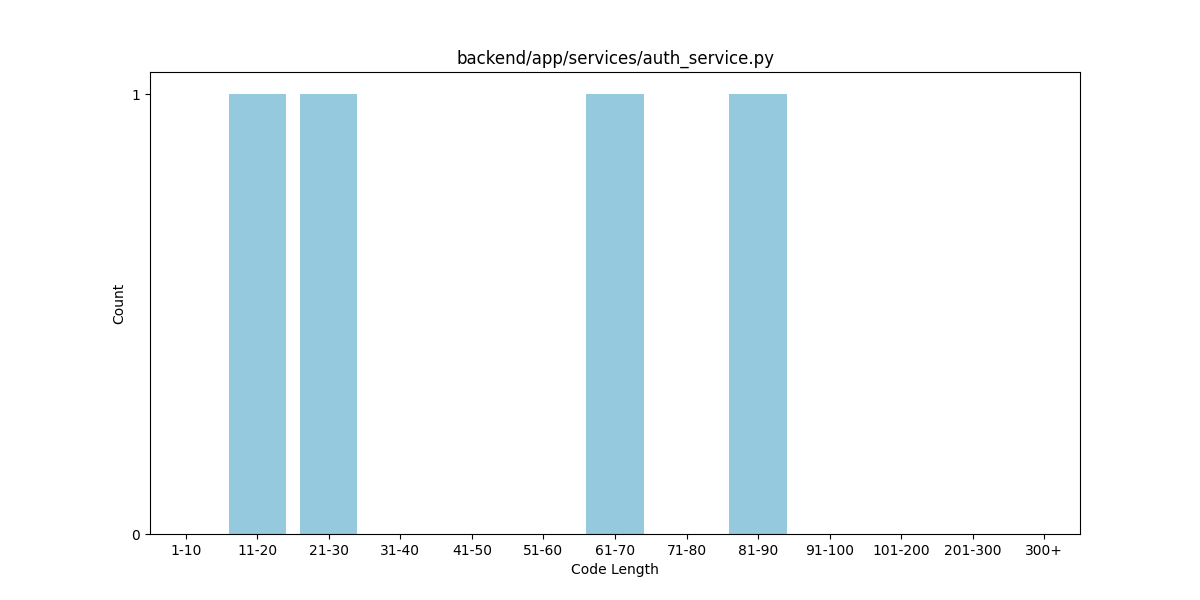 backend/app/services/auth_service.py
1
0
Count
1-10 11-20 21-30 31-40 41-50 51-60 61-70 71-80 81-90 91-100 101-200 201-300 300+
Code Length